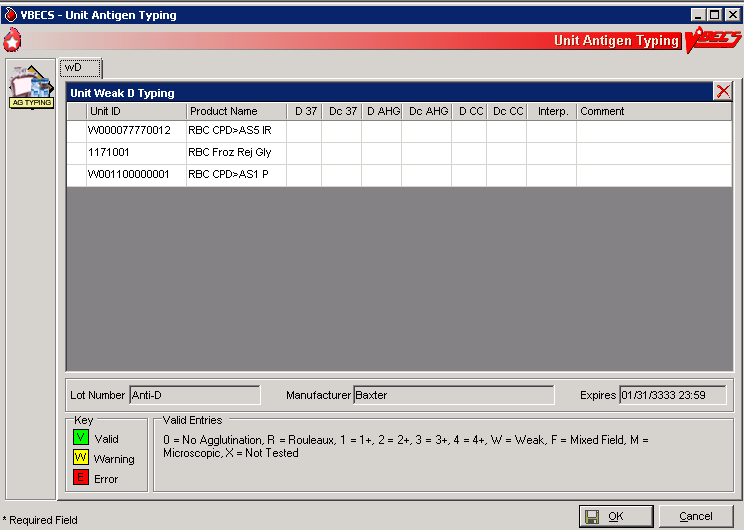 VBECS - Unit Antigen Typing
Unit Antigen Typing VBECS
AG TYPING
wD
Unit Weak D Typing
Unit ID Product Name D 37 Dc 37 D AHG Dc AHG D CC Dc CC Interp. Comment
W000077770012 RBC CPD>AS5 IR
1171001 RBC Froz Rej Gly
W001100000001 RBC CPD>AS1 P
Lot Number Anti-D Manufacturer Baxter Expires 01/31/3333 23:59
Key
V Valid
W Warning
E Error
Valid Entries
0 = No Agglutination, R = Rouleaux, 1 = 1+, 2 = 2+, 3 = 3+, 4 = 4+, W = Weak, F = Mixed Field, M =
Microscopic, X = Not Tested
* Required Field
OK Cancel